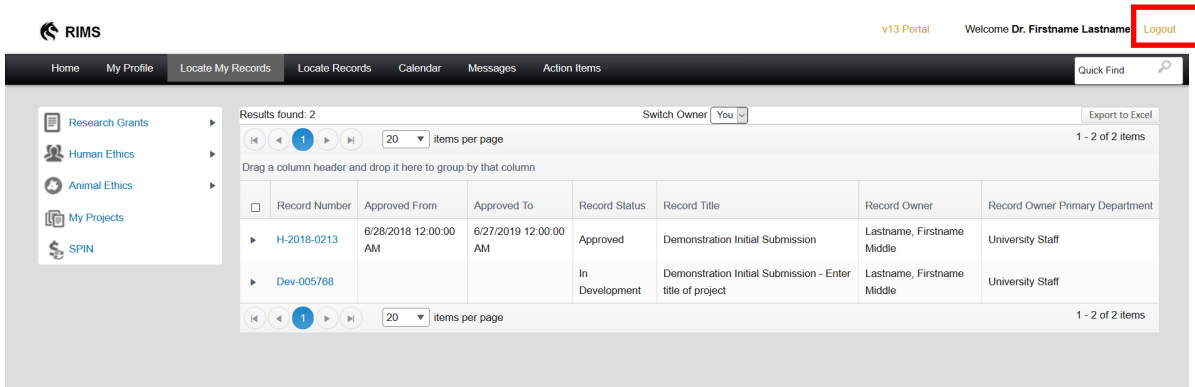 RIMS
v13 Portal Welcome Dr. Firstname Lastname Logout
Home My Profile Locate My Records Locate Records Calendar Messages Action Items Quick Find
Research Grants
Human Ethics
Animal Ethics
My Projects
SPIN
Results found: 2 Switch Owner You Export to Excel
1 20 items per page 1 - 2 of 2 items
Drag a column header and drop it here to group by that column
Record Number Approved From Approved To Record Status Record Title Record Owner Record Owner Primary Department
H-2018-0213 6/28/2018 12:00:00 AM 6/27/2019 12:00:00 AM Approved Demonstration Initial Submission Lastname, Firstname Middle University Staff
Dev-005768 In Development Demonstration Initial Submission - Enter title of project Lastname, Firstname Middle University Staff
1 20 items per page 1 - 2 of 2 items